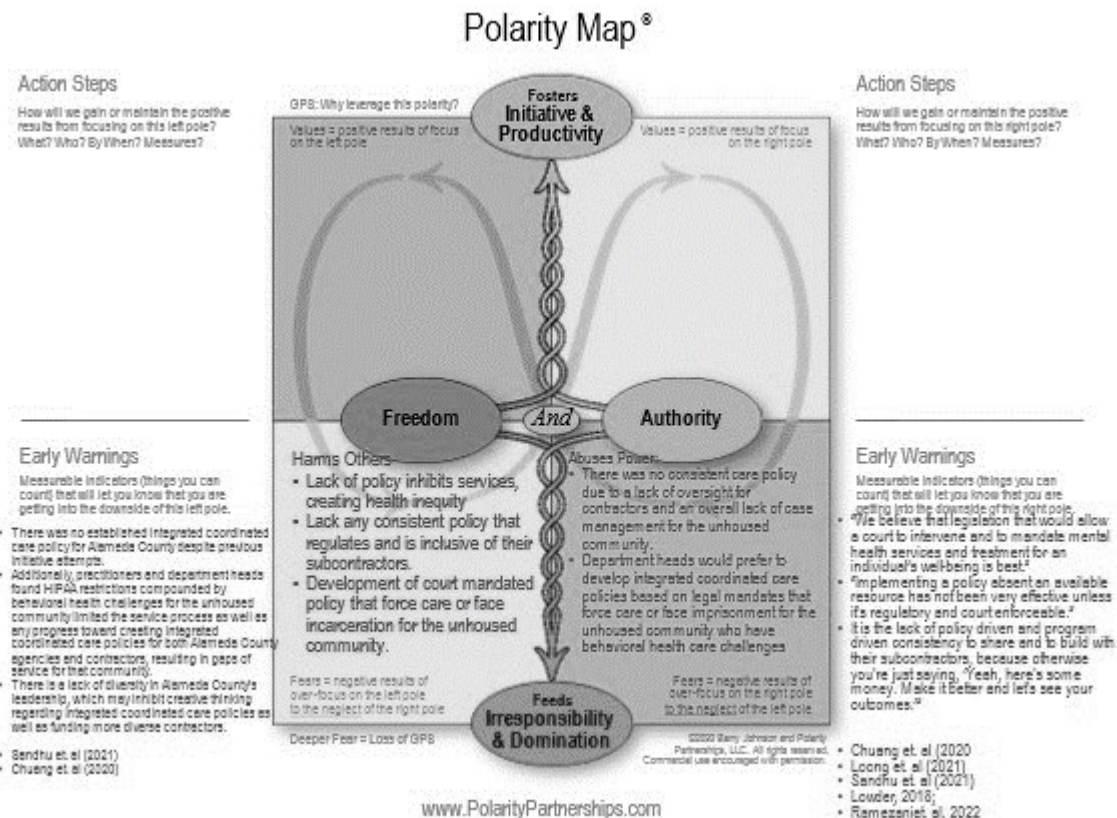 Polarity Map®
Action Steps
How will we gain or maintain the positive
results from focusing on this left pole?
What? Who? By When? Measures?
GPS: Why leverage this polarity?
Values = positive results of focus
on the left pole
Fosters
Initiative &
Productivity
Values = positive results of focus
on the right pole
Action Steps
How will we gain or maintain the positive
results from focusing on this right pole?
What? Who? By When? Measures?
Freedom
And
Authority
Early Warnings
Measurable Indicators (things you can
count) that will let you know that you are
getting into the downside of this left pole.
• There was no established integrated coordinated
care policy for Alameda County despite previous
initiative attempts.
• Additionally, practitioners and department heads
found HIPAA restrictions compounded by
behavioral health challenges for the unhoused
community limited the service process as well as
any progress toward creating integrated
coordinated care policies for both Alameda County
agencies and contractors, resulting in gaps of
service for that community.
• There is a lack of diversity in Alameda County's
leadership, which may inhibit creative thinking
regarding integrated coordinated care policies as
well as funding more diverse contractors.
• Sandhu et. al (2021)
• Chuang et. al (2020)
Harms Others
• Lack of policy inhibits services,
creating health inequity
• Lack any consistent policy that
regulates and is inclusive of their
subcontractors.
• Development of court mandated
policy that force care or face
incarceration for the unhoused
community.
Fears = negative results of
over-focus on the left pole
to the neglect of the right pole
Deeper Fear = Loss of GPS
Abuses Power:
• There was no consistent care policy
due to a lack of oversight for
contractors and an overall lack of case
management for the unhoused
community.
• Department heads would prefer to
develop integrated coordinated care
policies based on legal mandates that
force care or face imprisonment for the
unhoused community who have
behavioral health care challenges
Fears = negative results of
over-focus on the right pole
to the neglect of the left pole
Feeds
Irresponsibility
& Domination
©2020 Barry Johnson and Polarity
Partnerships, LLC. All rights reserved.
Commercial use encouraged with permission.
Early Warnings
Measurable Indicators (things you can
count) that will let you know that you are
getting into the downside of this right pole.
• "We believe that legislation that would allow
a court to intervene and to mandate mental
health services and treatment for an
individual's well-being is best."
• "Implementing a policy absent an available
resource has not been very effective unless
it's regulatory and court enforceable."
• It is the lack of policy driven and program
driven consistency to share and to build with
their subcontractors, because otherwise
you're just saying, "Yeah, here's some
money. Make it better and let's see your
outcomes."
• Chuang et. al (2020
• Loong et. al (2021)
• Sandhu et. al (2021)
• Lowder, 2018;
• Ramezaniet. al, 2022
www.PolarityPartnerships.com